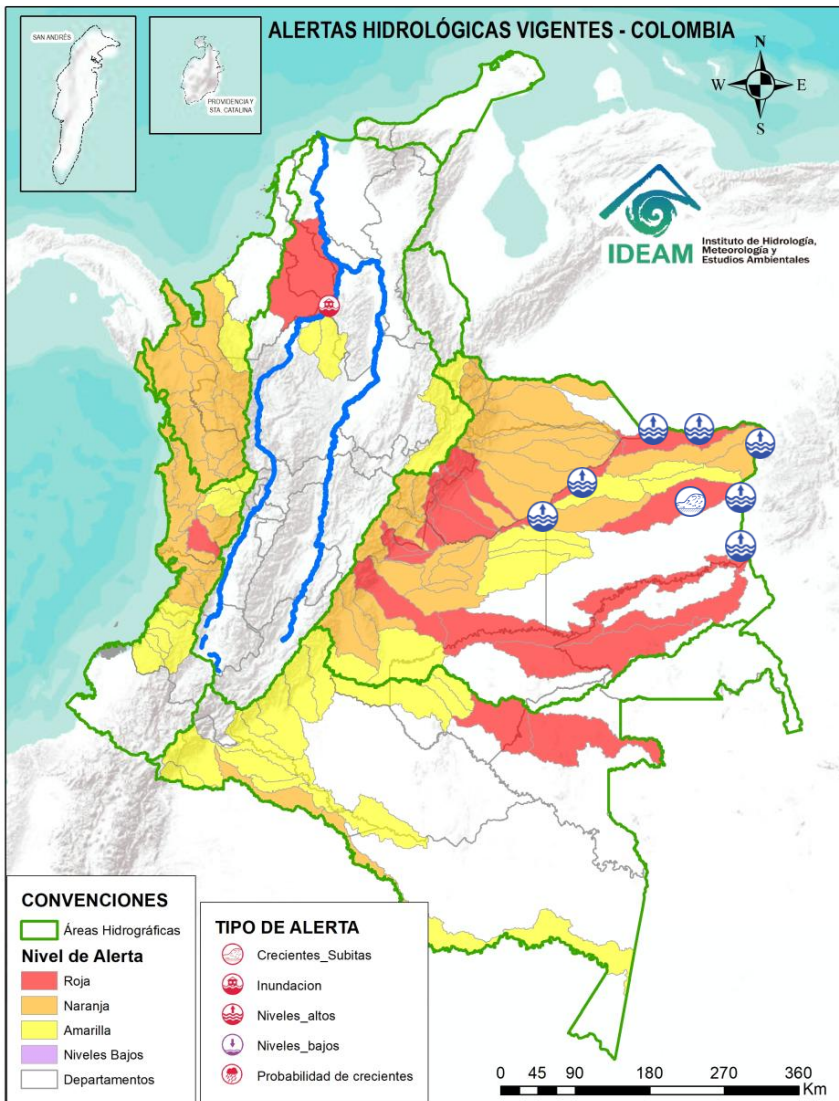 ALERTAS HIDROLÓGICAS VIGENTES - COLOMBIA
SAN ANDRÉS
PROVIDENCIA Y
STA. CATALINA
N
W
E
S
IDEAM
Instituto de Hidrología,
Meteorología y
Estudios Ambientales
CONVENCIONES
Áreas Hidrográficas
Nivel de Alerta
Roja
Naranja
Amarilla
Niveles Bajos
Departamentos
TIPO DE ALERTA
Crecientes_Subitas
Inundacion
Niveles_altos
Niveles_bajos
Probabilidad de crecientes
0 45 90 180 270 360
Km